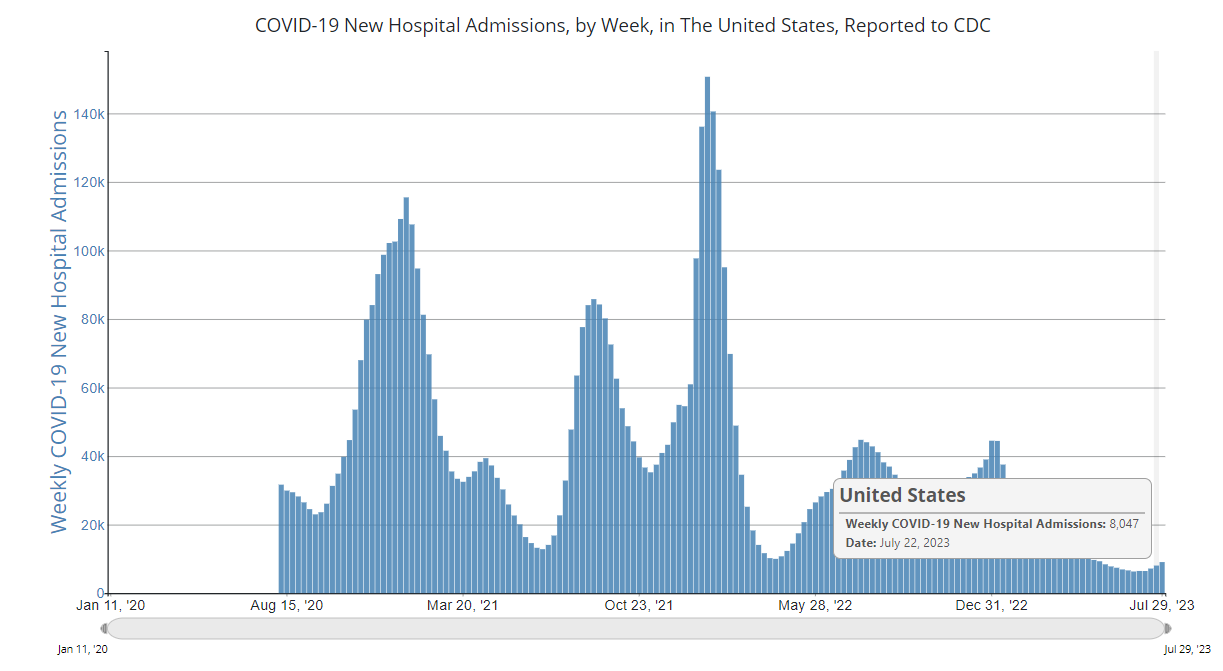 COVID-19 New Hospital Admissions, by Week, in The United States, Reported to CDC
Weekly COVID-19 New Hospital Admissions
140k
120k
100k
80k
60k
40k
20k
0
United States
Weekly COVID-19 New Hospital Admissions: 8,047
Date: July 22, 2023
Jan 11, '20
Aug 15, '20
Mar 20, '21
Oct 23, '21
May 28, '22
Dec 31, '22
Jul 29, '23
Jan 11, '20
Jul 29, '23